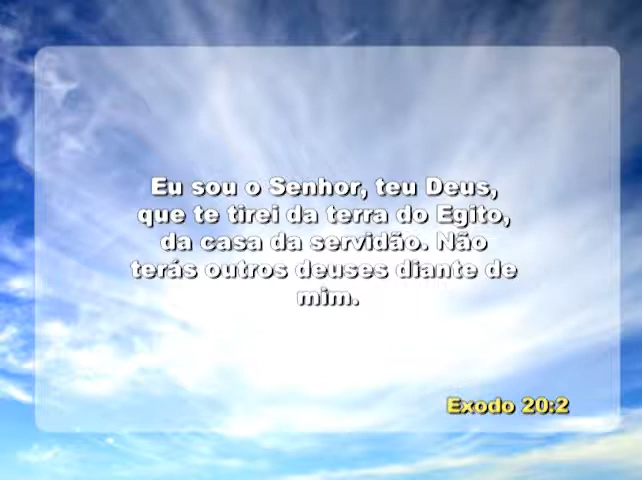 Eu sou o Senhor, teu Deus,
que te tirei da terra do Egito,
da casa da servidão. Não
terás outros deuses diante de
mim.
Exodo 20:2